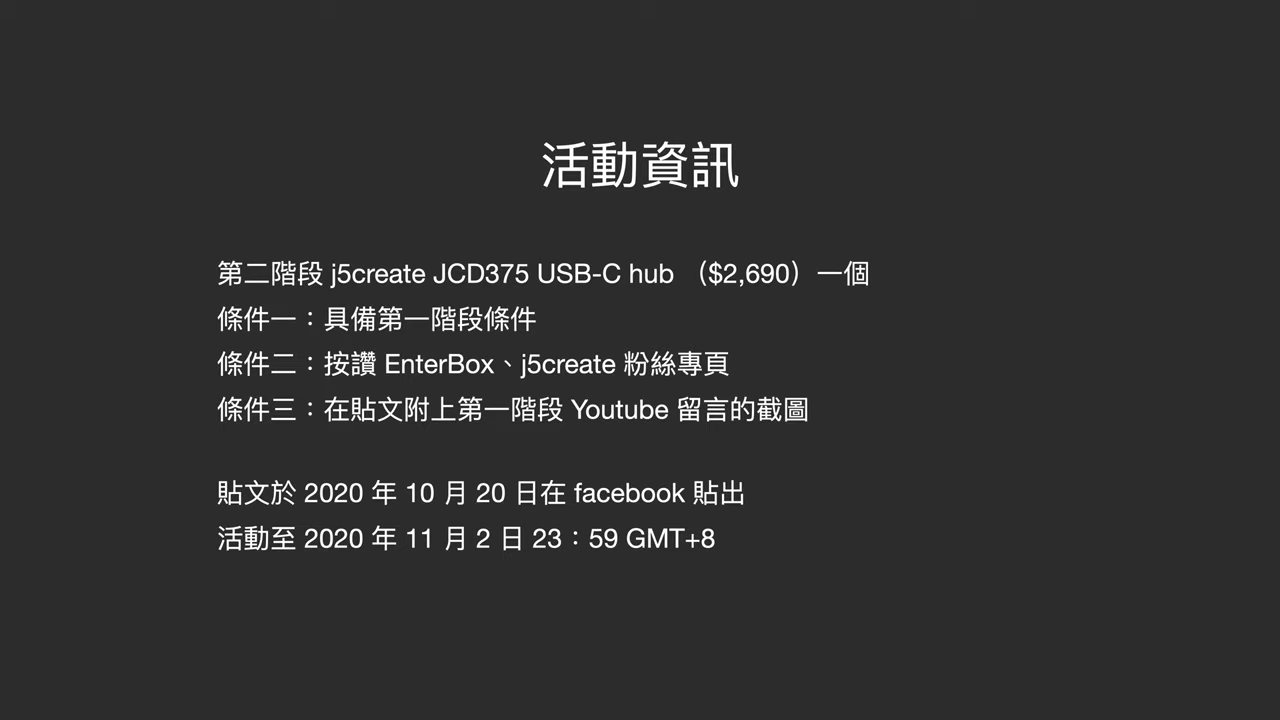 活動資訊
第二階段 j5create JCD375 USB-C hub （$2,690）一個
條件一：具備第一階段條件
條件二：按讚 EnterBox、j5create 粉絲專頁
條件三：在貼文附上第一階段 Youtube 留言的截圖
貼文於 2020 年 10 月 20 日在 facebook 貼出
活動至 2020 年 11 月 2 日 23：59 GMT+8